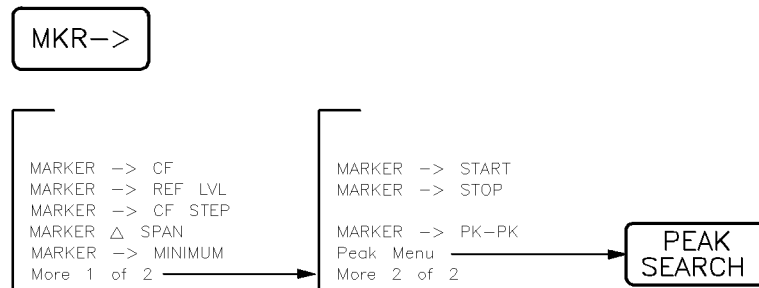 MKR->
MARKER -> CF
MARKER -> REF LVL
MARKER -> CF STEP
MARKER △ SPAN
MARKER -> MINIMUM
More 1 of 2
MARKER -> START
MARKER -> STOP
MARKER -> PK-PK
Peak Menu
More 2 of 2
PEAK
SEARCH